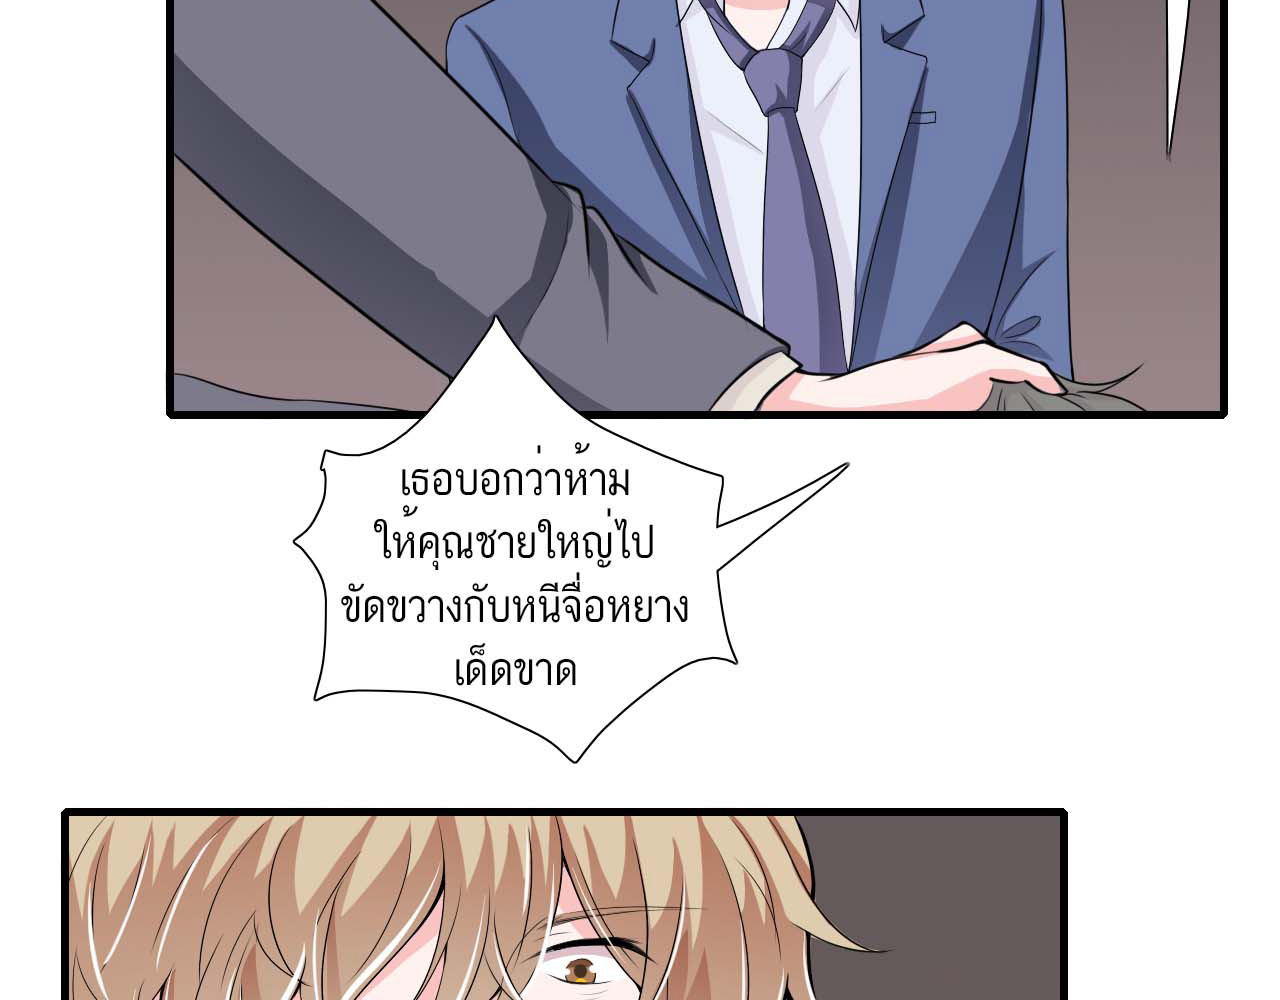 เธอบอกว่าห้าม
ให้คุณชายใหญ่ไป
ขัดขวางกับหนีจื่อหยาง
เด็ดขาด